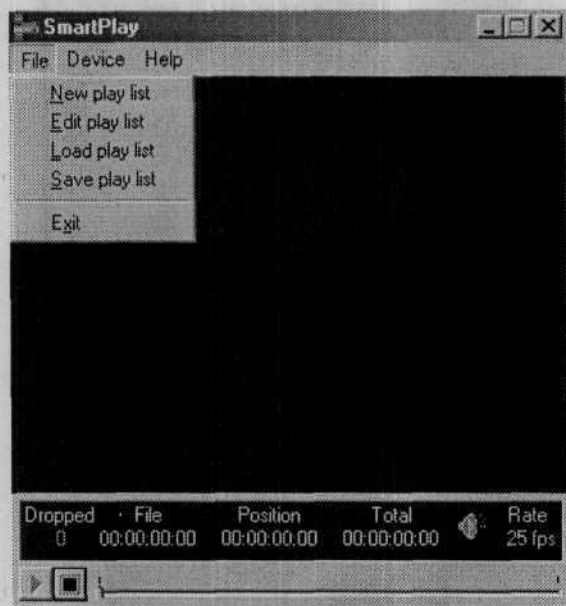 SmartPlay
File Device Help
New play list
Edit play list
Load play list
Save play list
Exit
Dropped File Position Total Rate
0 00:00:00:00 00:00:00:00 00:00:00:00 25 fps